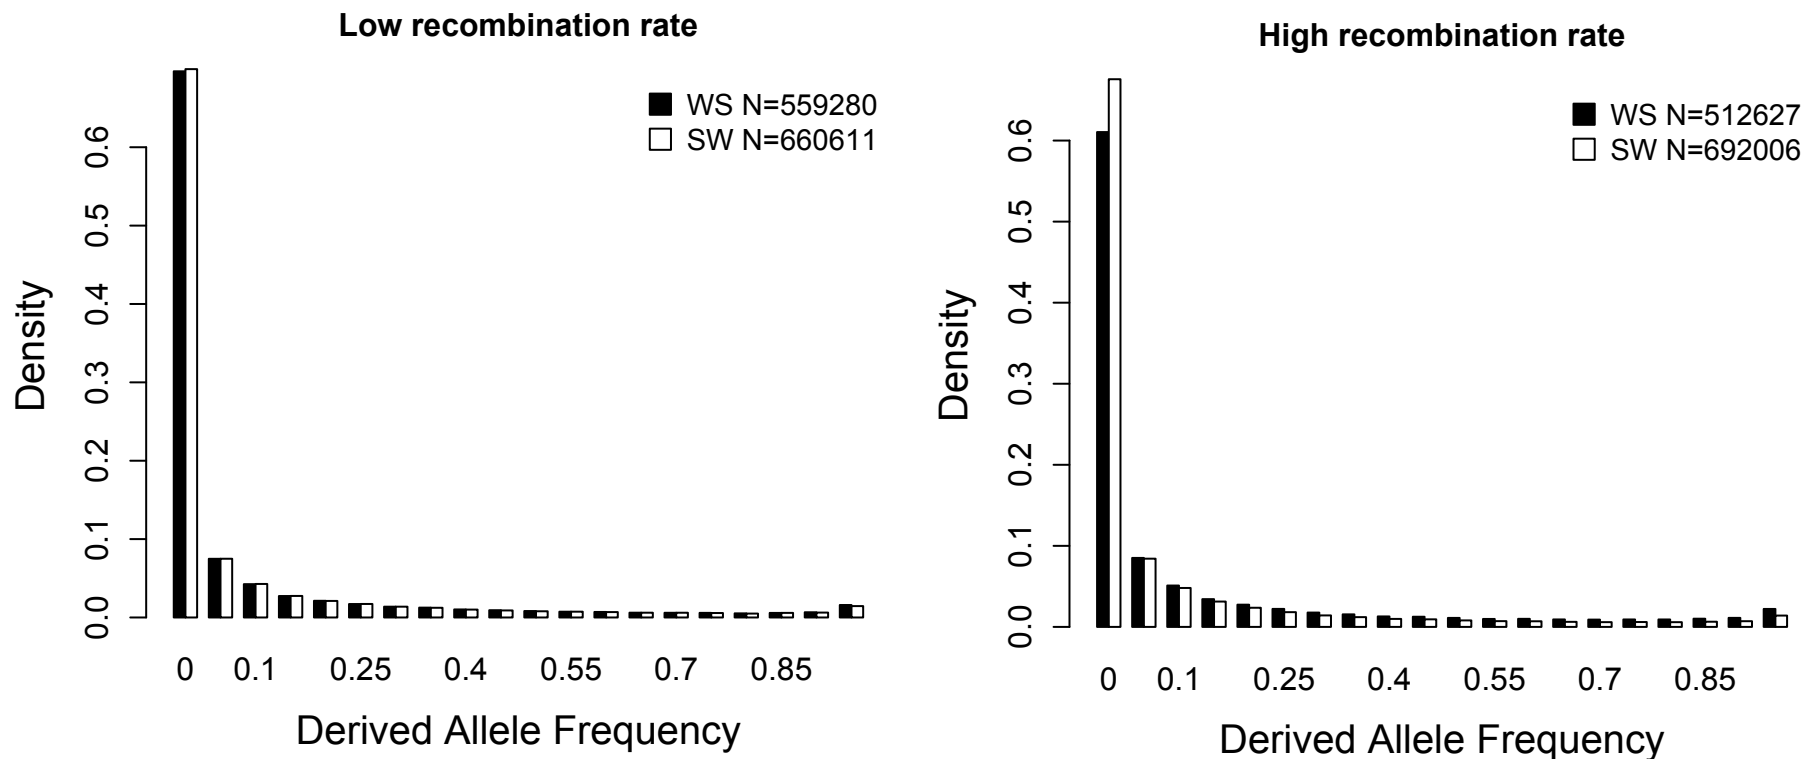 Low recombination rate
WS N=559280
SW N=660611
Density
0.0 0.1 0.2 0.3 0.4 0.5 0.6
0 0.1 0.25 0.4 0.55 0.7 0.85
Derived Allele Frequency
High recombination rate
WS N=512627
SW N=692006
Density
0.0 0.1 0.2 0.3 0.4 0.5 0.6
0 0.1 0.25 0.4 0.55 0.7 0.85
Derived Allele Frequency